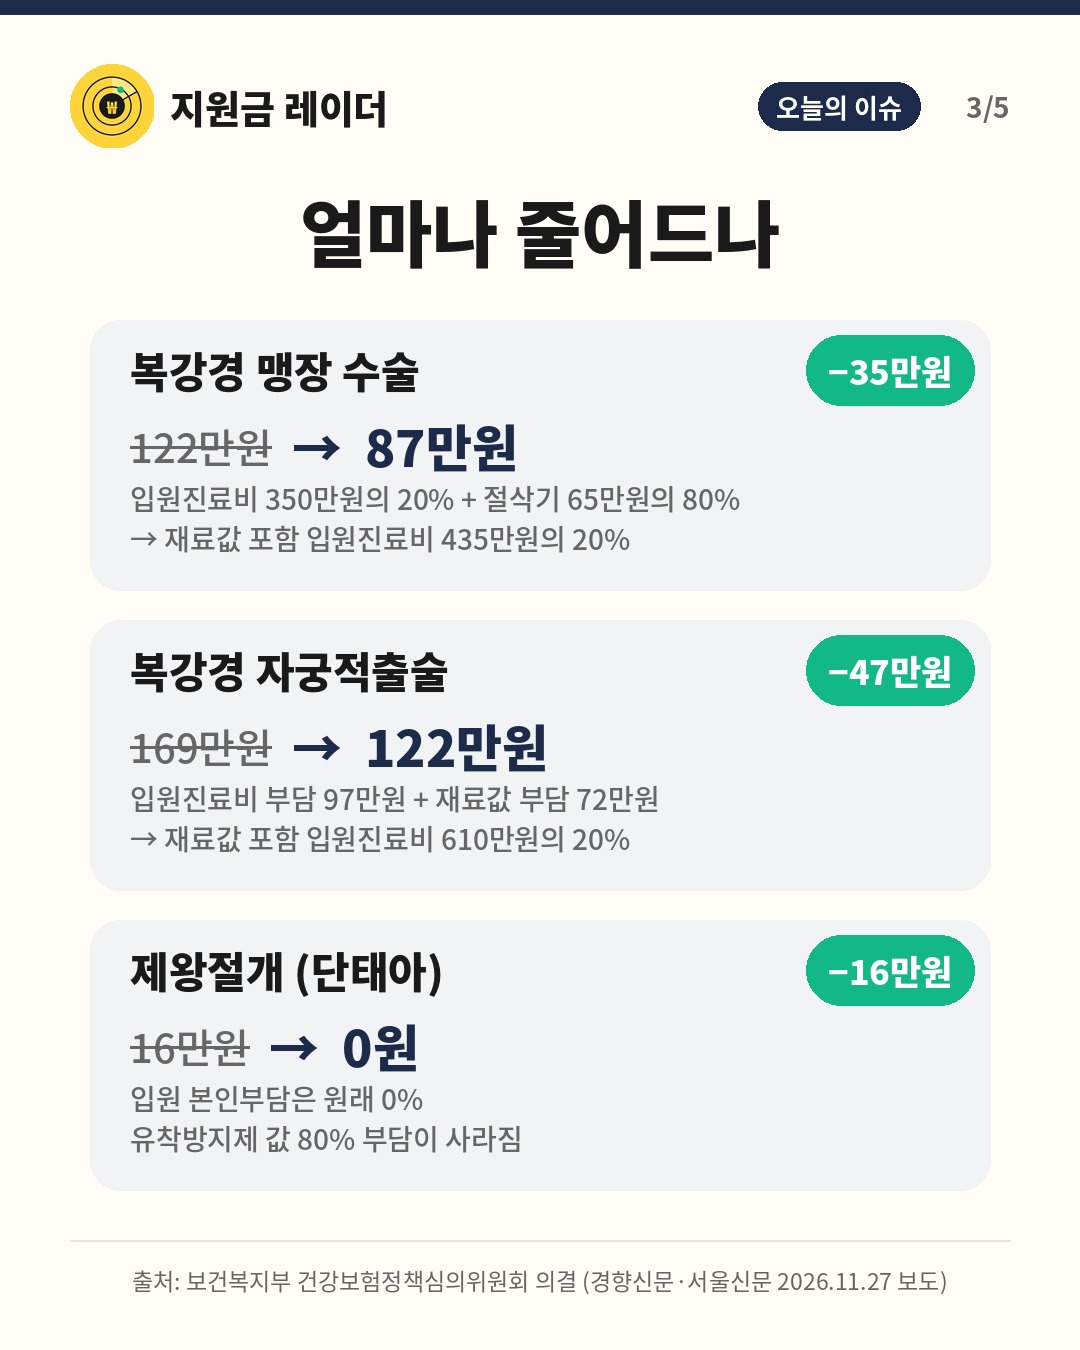 ₩
지원금 레이더
오늘의 이슈
3/5
얼마나 줄어드나
복강경 맹장 수술
−35만원
122만원 → 87만원
입원진료비 350만원의 20% + 절삭기 65만원의 80%
→ 재료값 포함 입원진료비 435만원의 20%
복강경 자궁적출술
−47만원
169만원 → 122만원
입원진료비 부담 97만원 + 재료값 부담 72만원
→ 재료값 포함 입원진료비 610만원의 20%
제왕절개 (단태아)
−16만원
16만원 → 0원
입원 본인부담은 원래 0%
유착방지제 값 80% 부담이 사라짐
출처: 보건복지부 건강보험정책심의위원회 의결 (경향신문·서울신문 2026.11.27 보도)